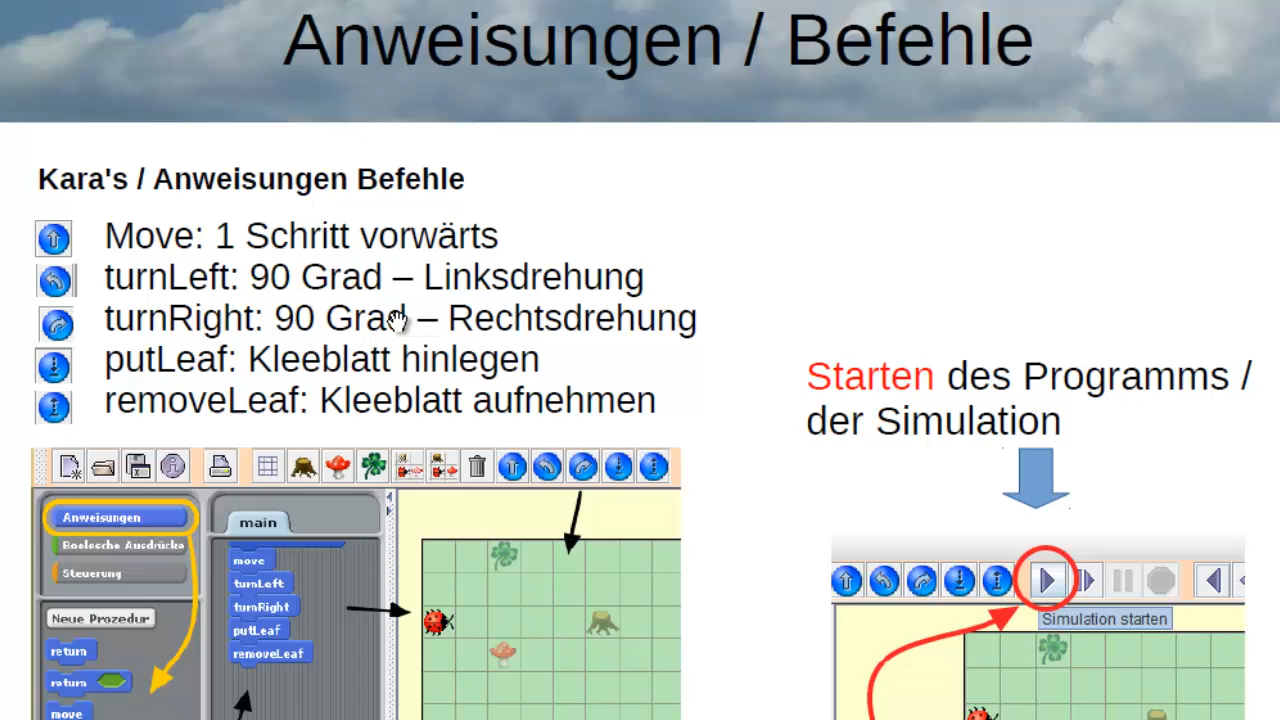 Anweisungen / Befehle
Kara's / Anweisungen Befehle
Move: 1 Schritt vorwärts
turnLeft: 90 Grad – Linksdrehung
turnRight: 90 Grad – Rechtsdrehung
putLeaf: Kleeblatt hinlegen
removeLeaf: Kleeblatt aufnehmen
Starten des Programms /
der Simulation
Anweisungen
Boolesche Ausdrücke
Steuerung
Neue Prozedur
return
return
move
main
move
turnLeft
turnRight
putLeaf
removeLeaf
Simulation starten